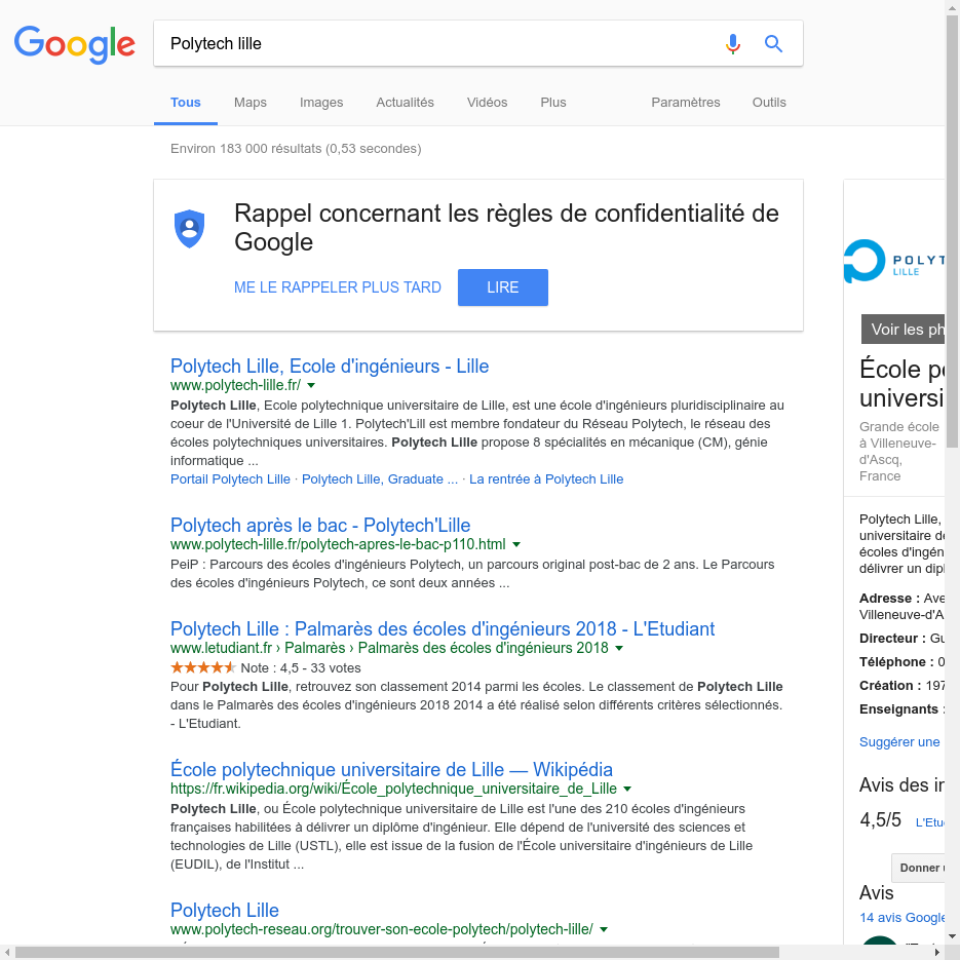 Google
Polytech lille
Tous Maps Images Actualités Vidéos Plus Paramètres Outils
Environ 183 000 résultats (0,53 secondes)
Rappel concernant les règles de confidentialité de
Google
ME LE RAPPELER PLUS TARD LIRE
Polytech Lille, Ecole d'ingénieurs - Lille
www.polytech-lille.fr/
Polytech Lille, Ecole polytechnique universitaire de Lille, est une école d'ingénieurs pluridisciplinaire au
coeur de l'Université de Lille 1. Polytech'Lill est membre fondateur du Réseau Polytech, le réseau des
écoles polytechniques universitaires. Polytech Lille propose 8 spécialités en mécanique (CM), génie
informatique ...
Portail Polytech Lille · Polytech Lille, Graduate ... · La rentrée à Polytech Lille
Polytech après le bac - Polytech'Lille
www.polytech-lille.fr/polytech-apres-le-bac-p110.html
PeiP : Parcours des écoles d'ingénieurs Polytech, un parcours original post-bac de 2 ans. Le Parcours
des écoles d'ingénieurs Polytech, ce sont deux années ...
Polytech Lille : Palmarès des écoles d'ingénieurs 2018 - L'Etudiant
www.letudiant.fr › Palmarès › Palmarès des écoles d'ingénieurs 2018
Note : 4,5 - 33 votes
Pour Polytech Lille, retrouvez son classement 2014 parmi les écoles. Le classement de Polytech Lille
dans le Palmarès des écoles d'ingénieurs 2018 2014 a été réalisé selon différents critères sélectionnés.
- L'Etudiant.
École polytechnique universitaire de Lille — Wikipédia
https://fr.wikipedia.org/wiki/École_polytechnique_universitaire_de_Lille
Polytech Lille, ou École polytechnique universitaire de Lille est l'une des 210 écoles d'ingénieurs
françaises habilitées à délivrer un diplôme d'ingénieur. Elle dépend de l'université des sciences et
technologies de Lille (USTL), elle est issue de la fusion de l'École universitaire d'ingénieurs de Lille
(EUDIL), de l'Institut ...
Polytech Lille
www.polytech-reseau.org/trouver-son-ecole-polytech/polytech-lille/
POLYT
LILLE
Voir les ph
École po
universi
Grande école
à Villeneuve-
d'Ascq,
France
Polytech Lille,
universitaire de
écoles d'ingén
délivrer un dipl
Adresse : Ave
Villeneuve-d'A
Directeur : Gu
Téléphone : 0
Création : 197
Enseignants :
Suggérer une
Avis des in
4,5/5 L'Etu
Donner u
Avis
14 avis Google